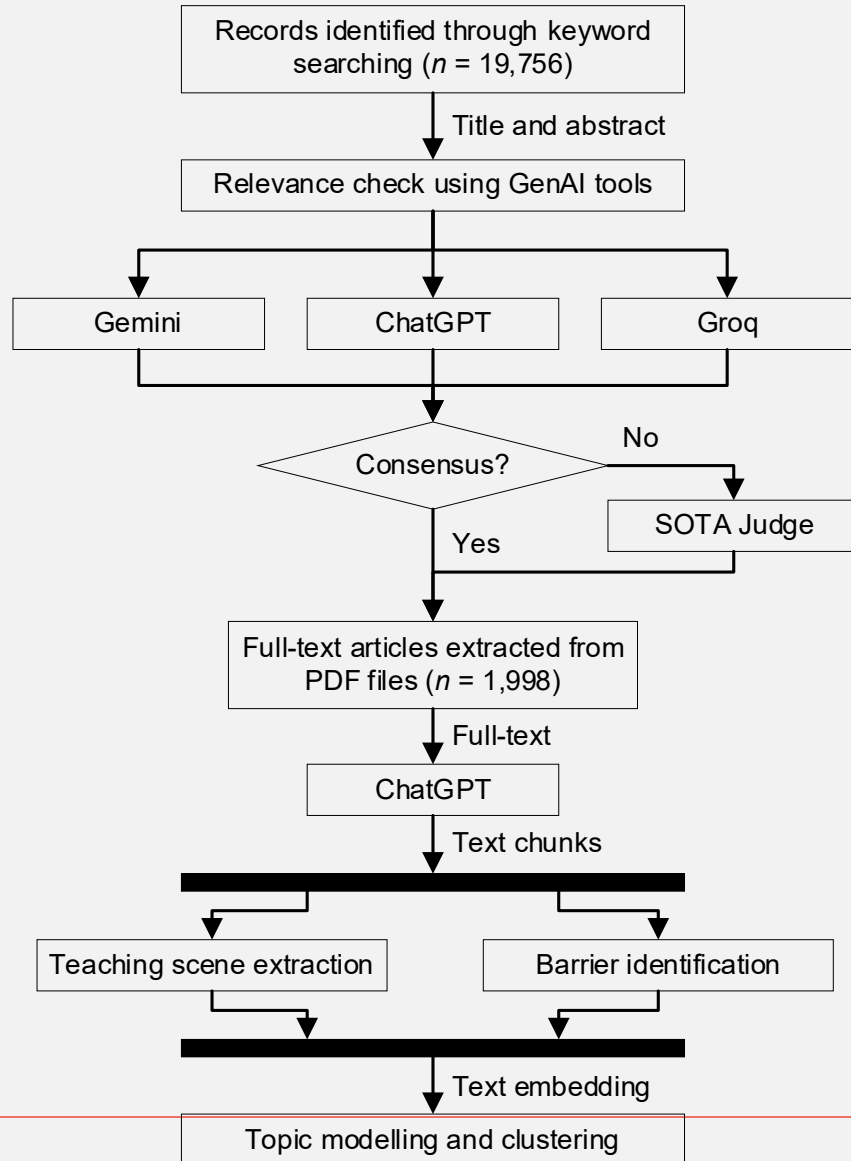 Records identified through keyword
searching (n = 19,756)
Title and abstract
Relevance check using GenAI tools
Gemini
ChatGPT
Groq
Consensus?
No
SOTA Judge
Yes
Full-text articles extracted from
PDF files (n = 1,998)
Full-text
ChatGPT
Text chunks
Teaching scene extraction
Barrier identification
Text embedding
Topic modelling and clustering